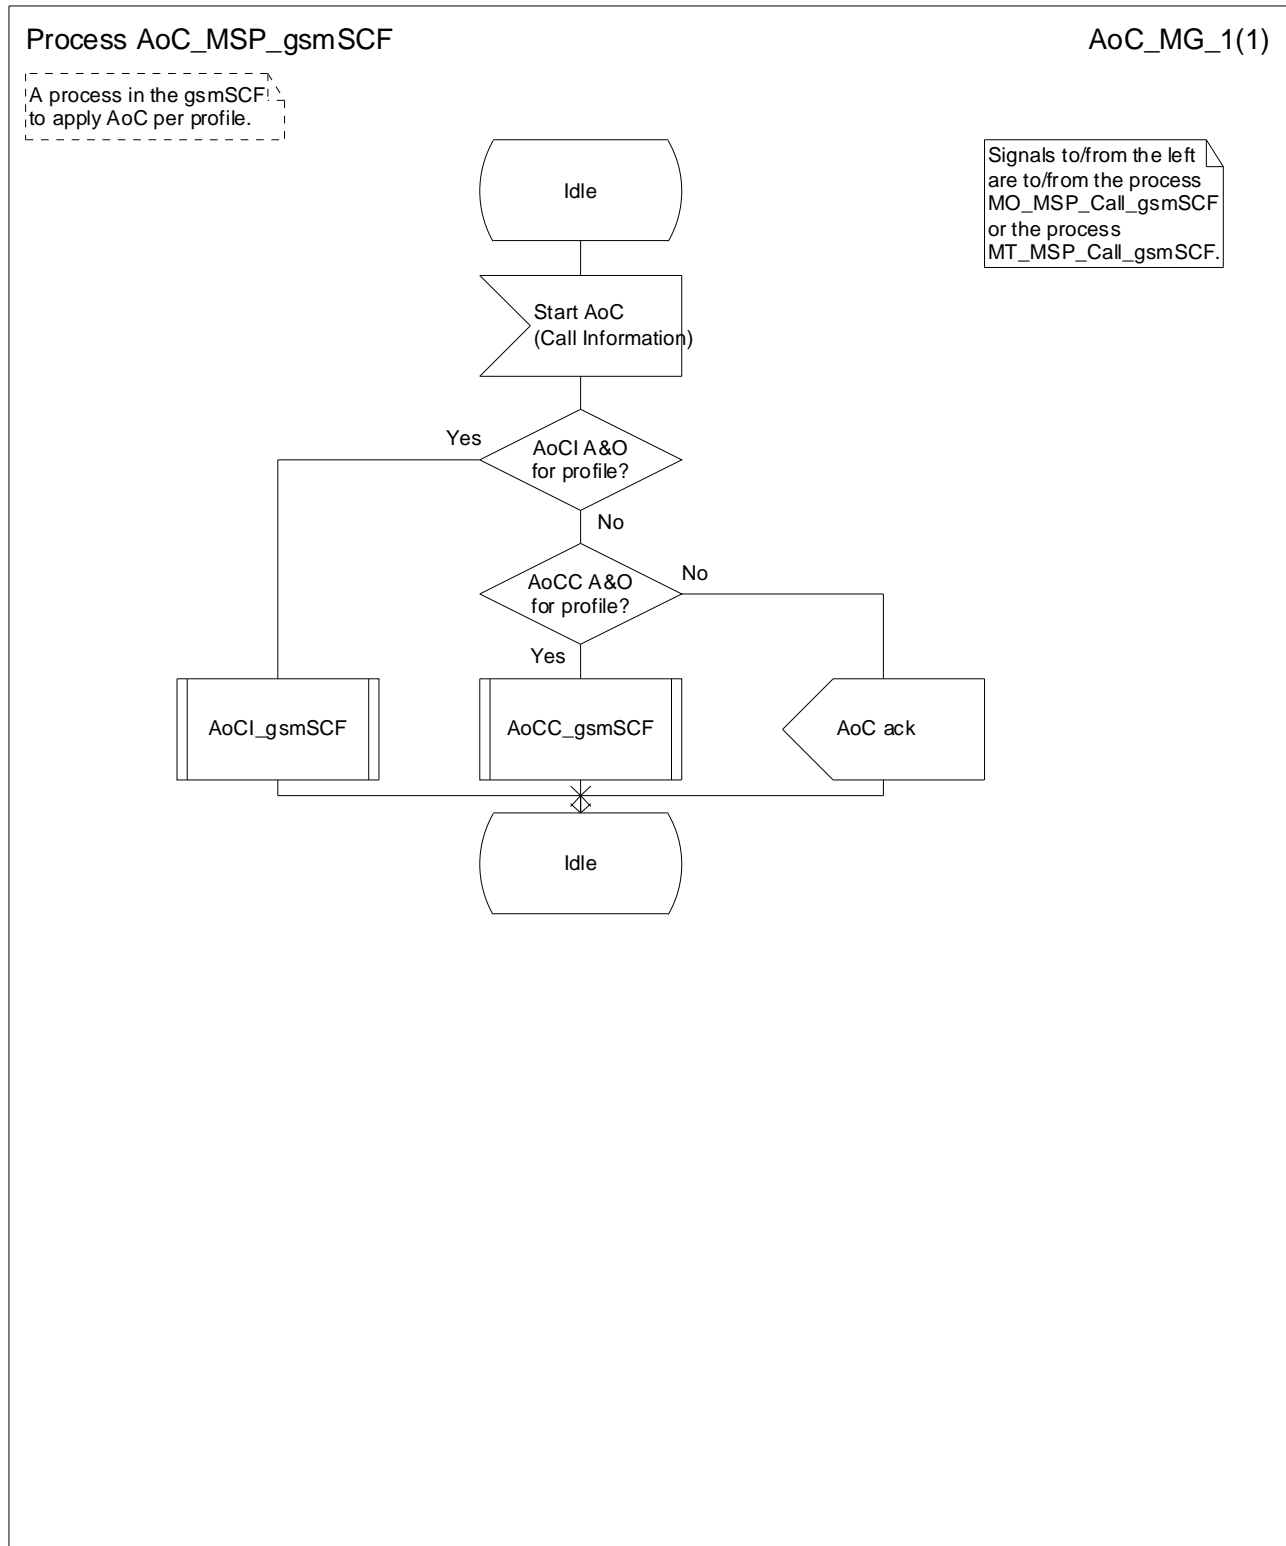 Process AoC_MSP_gsmSCF
AoC_MG_1(1)
A process in the gsmSCF
to apply AoC per profile.
Signals to/from the left
are to/from the process
MO_MSP_Call_gsmSCF
or the process
MT_MSP_Call_gsmSCF.
Idle
Start AoC
(Call Information)
Yes
AoCI A&O
for profile?
No
AoCC A&O
for profile?
No
Yes
AoCI_gsmSCF
AoCC_gsmSCF
AoC ack
Idle